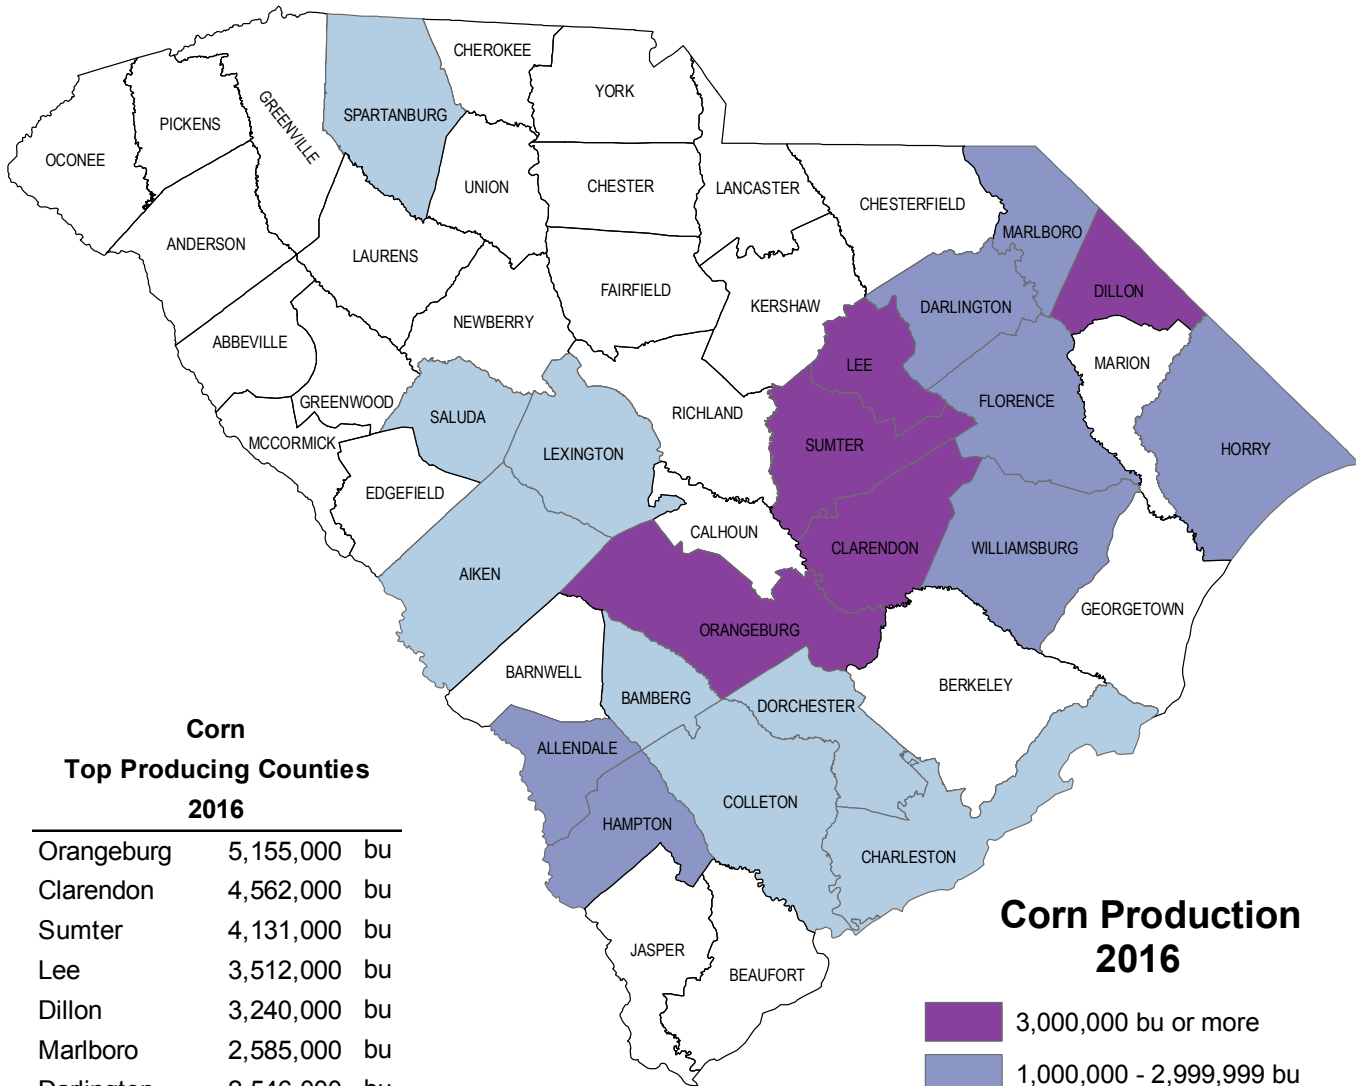 CHEROKEE
YORK
SPARTANBURG
GREENVILLE
PICKENS
OCONEE
UNION
CHESTER
LANCASTER
CHESTERFIELD
MARLBORO
ANDERSON
LAURENS
FAIRFIELD
KERSHAW
DARLINGTON
DILLON
NEWBERRY
ABBEVILLE
LEE
MARION
GREENWOOD
SALUDA
RICHLAND
FLORENCE
MCCORMICK
LEXINGTON
SUMTER
HORRY
EDGEFIELD
CALHOUN
CLARENDON
WILLIAMSBURG
AIKEN
GEORGETOWN
ORANGEBURG
BARNWELL
BAMBERG
DORCHESTER
BERKELEY
ALLENDALE
COLLETON
HAMPTON
CHARLESTON
JASPER
BEAUFORT
Corn
Top Producing Counties
2016
Orangeburg 5,155,000 bu
Clarendon 4,562,000 bu
Sumter 4,131,000 bu
Lee 3,512,000 bu
Dillon 3,240,000 bu
Marlboro 2,585,000 bu
Darlington 2,546,000 bu
Corn Production
2016
3,000,000 bu or more
1,000,000 - 2,999,999 bu